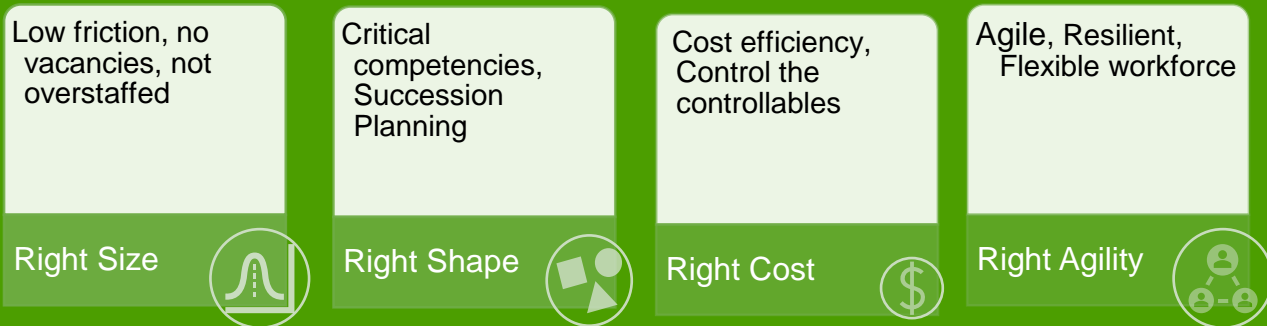 Low friction, no
vacancies, not
overstaffed
Right Size
Critical
competencies,
Succession
Planning
Right Shape
Cost efficiency,
Control the
controllables
Right Cost
$
Agile, Resilient,
Flexible workforce
Right Agility